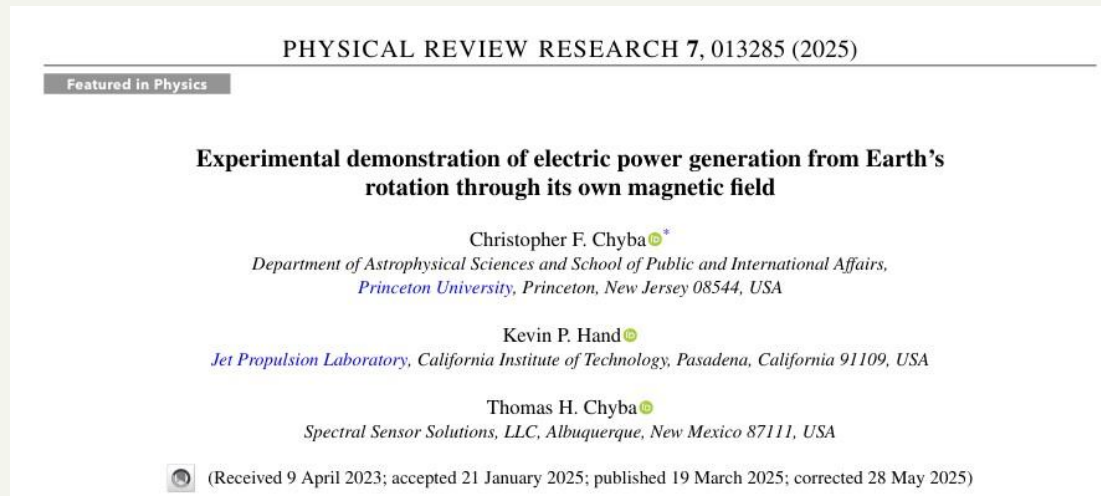 PHYSICAL REVIEW RESEARCH 7, 013285 (2025)
Featured in Physics
Experimental demonstration of electric power generation from Earth's
rotation through its own magnetic field
Christopher F. Chyba iD*
Department of Astrophysical Sciences and School of Public and International Affairs,
Princeton University, Princeton, New Jersey 08544, USA
Kevin P. Hand iD
Jet Propulsion Laboratory, California Institute of Technology, Pasadena, California 91109, USA
Thomas H. Chyba iD
Spectral Sensor Solutions, LLC, Albuquerque, New Mexico 87111, USA
(Received 9 April 2023; accepted 21 January 2025; published 19 March 2025; corrected 28 May 2025)